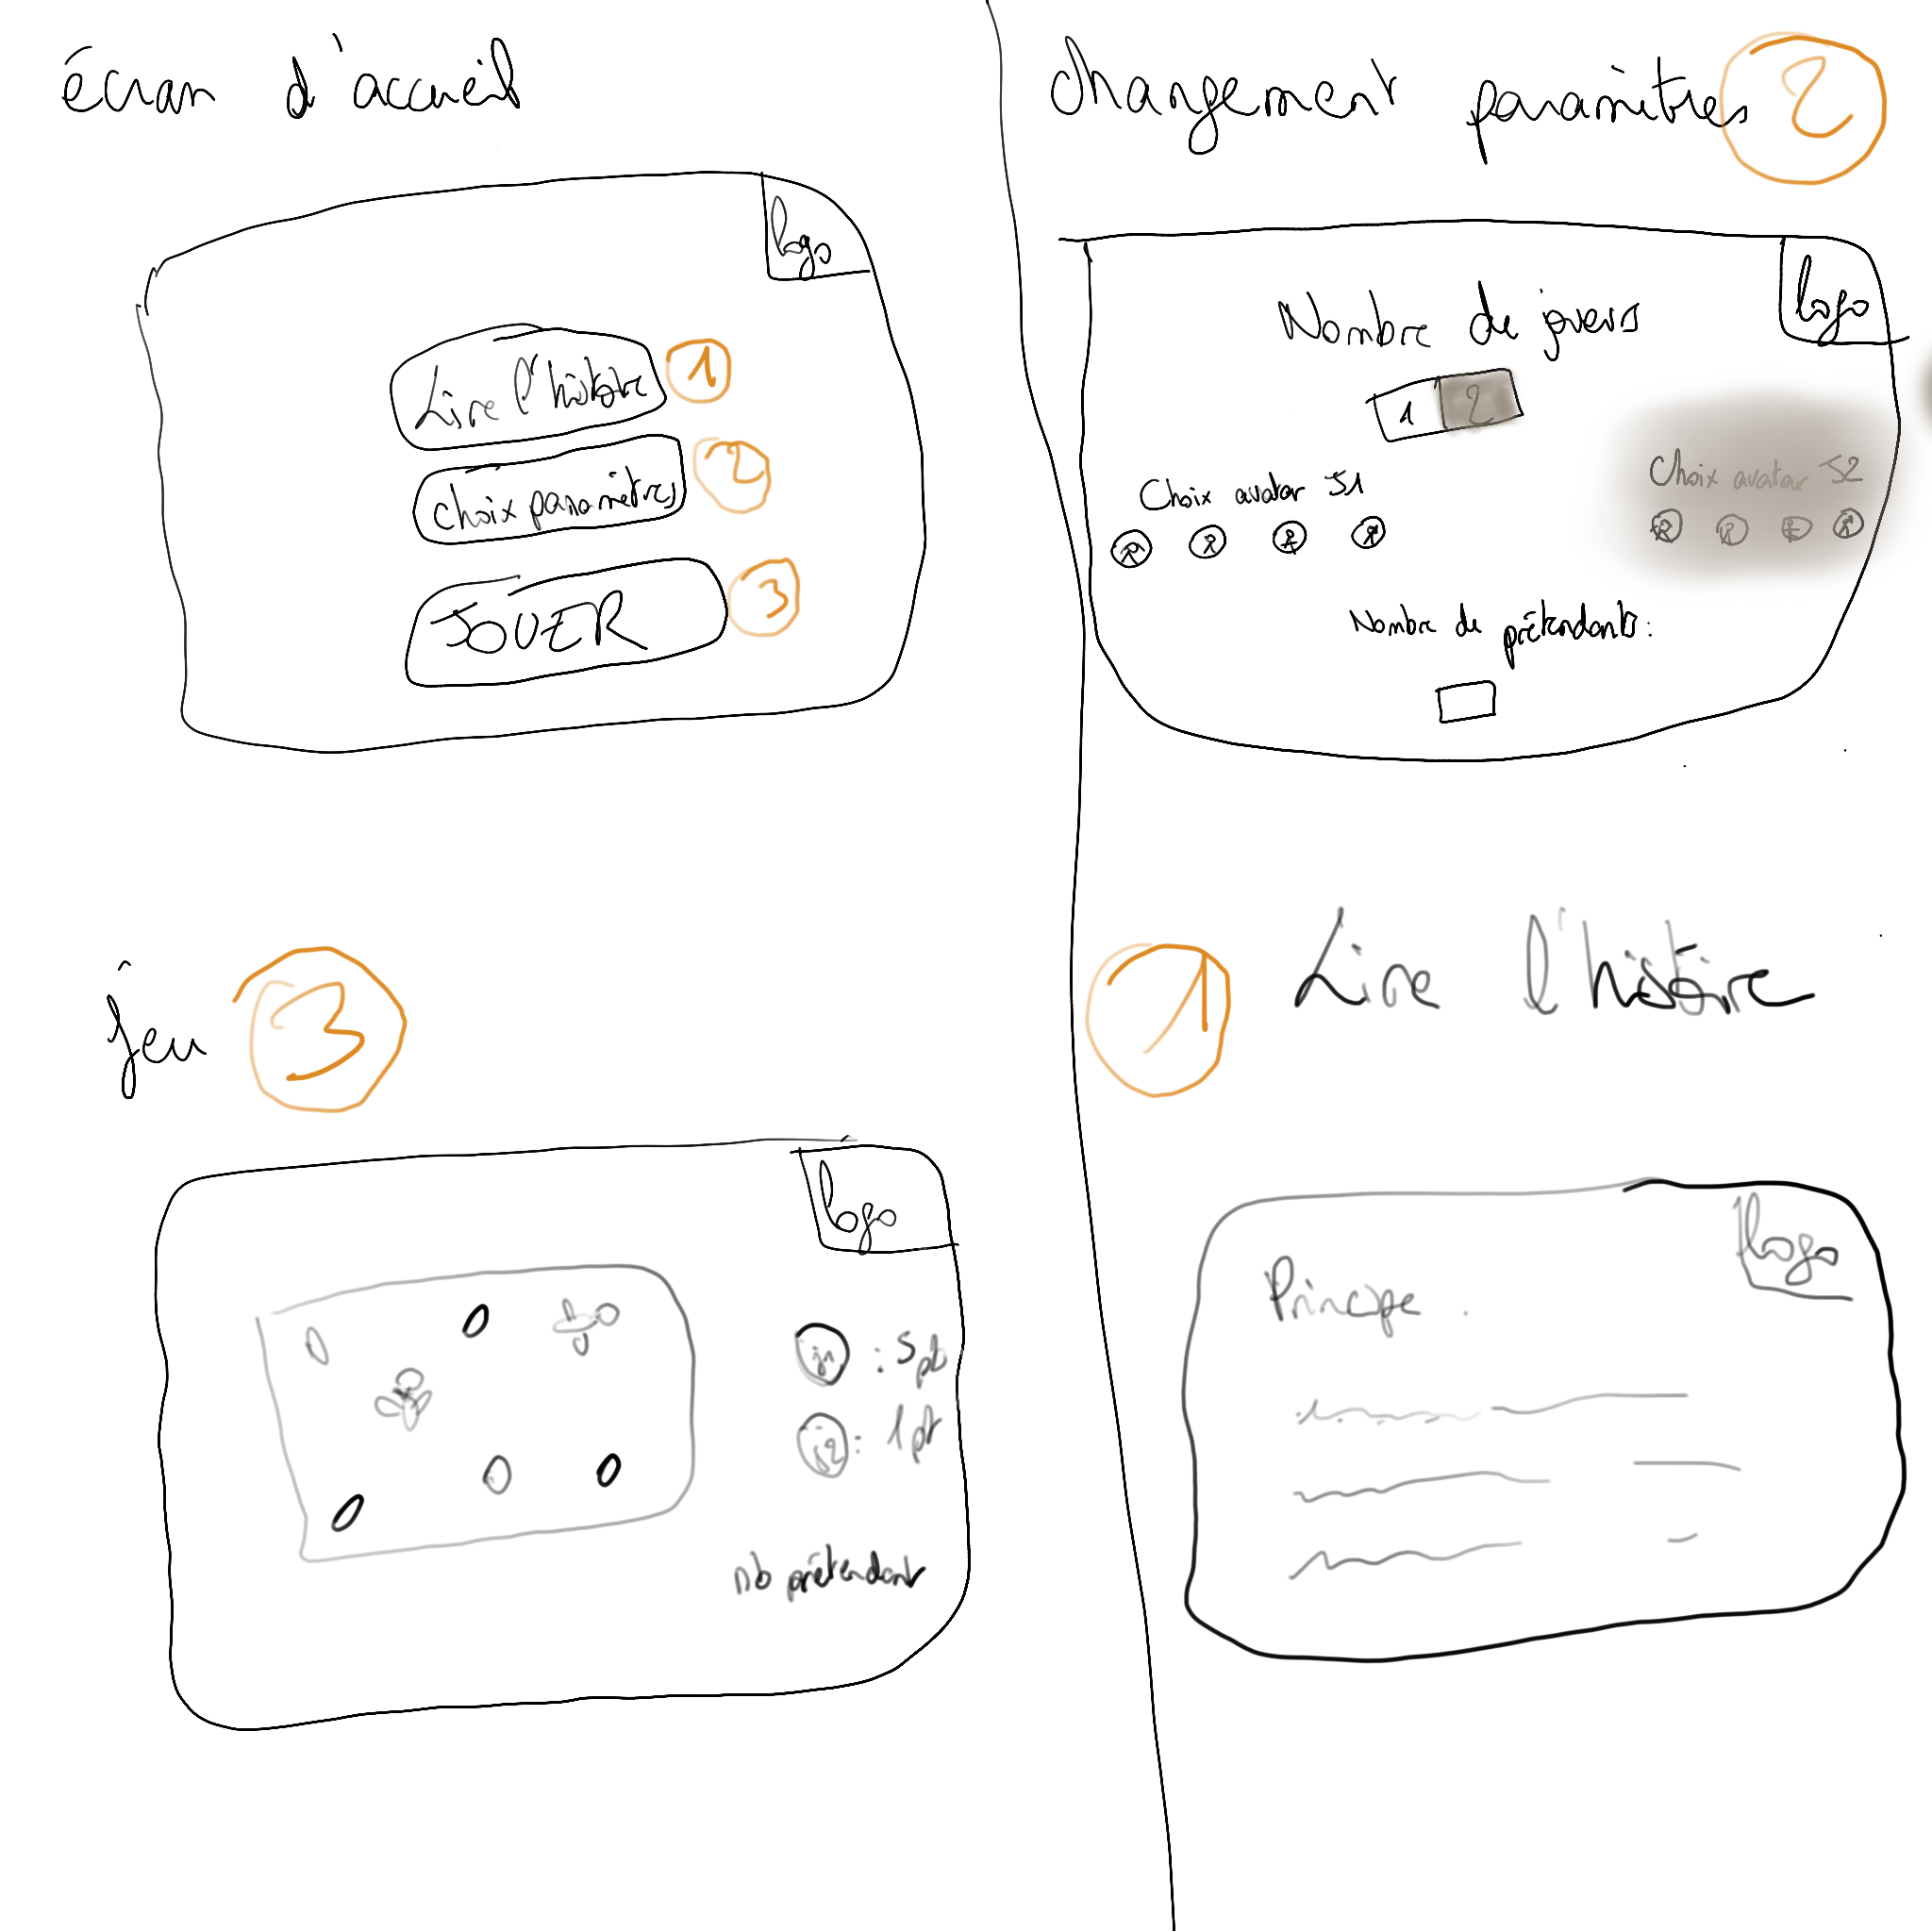 écran d'accueil
logo
Lire l'histoire 1
choix paramètres 2
JOUER 3
changement paramètres 2
logo
Nombre de joueurs
1 2
Choix avatar J1
Choix avatar J2
Nombre de prétendants :
jeu 3
logo
j1 : 5 pts
j2 : 1 pt
nb prétendant
1 Lire l'histoire
logo
Principe .